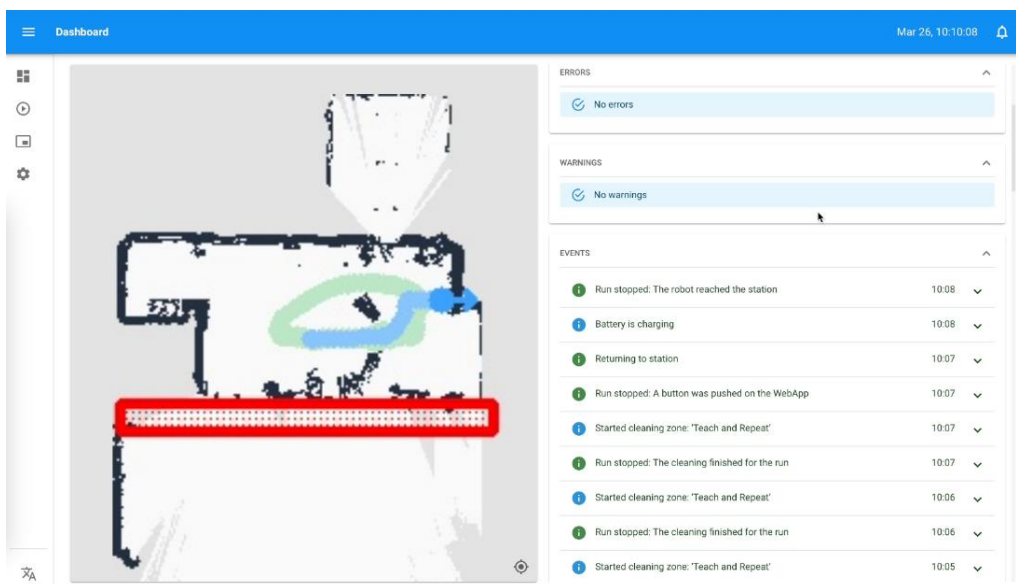 Dashboard
Mar 26, 10:10:08
ERRORS
No errors
WARNINGS
No warnings
EVENTS
Run stopped: The robot reached the station 10:08
Battery is charging 10:08
Returning to station 10:07
Run stopped: A button was pushed on the WebApp 10:07
Started cleaning zone: 'Teach and Repeat' 10:07
Run stopped: The cleaning finished for the run 10:07
Started cleaning zone: 'Teach and Repeat' 10:06
Run stopped: The cleaning finished for the run 10:06
Started cleaning zone: 'Teach and Repeat' 10:05